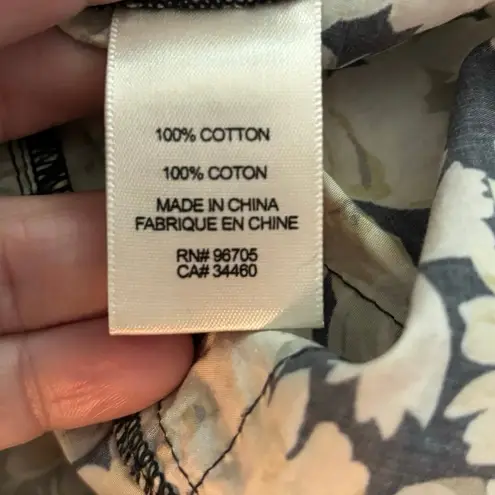 100% COTTON
100% COTON
MADE IN CHINA
FABRIQUE EN CHINE
RN# 96705
CA# 34460